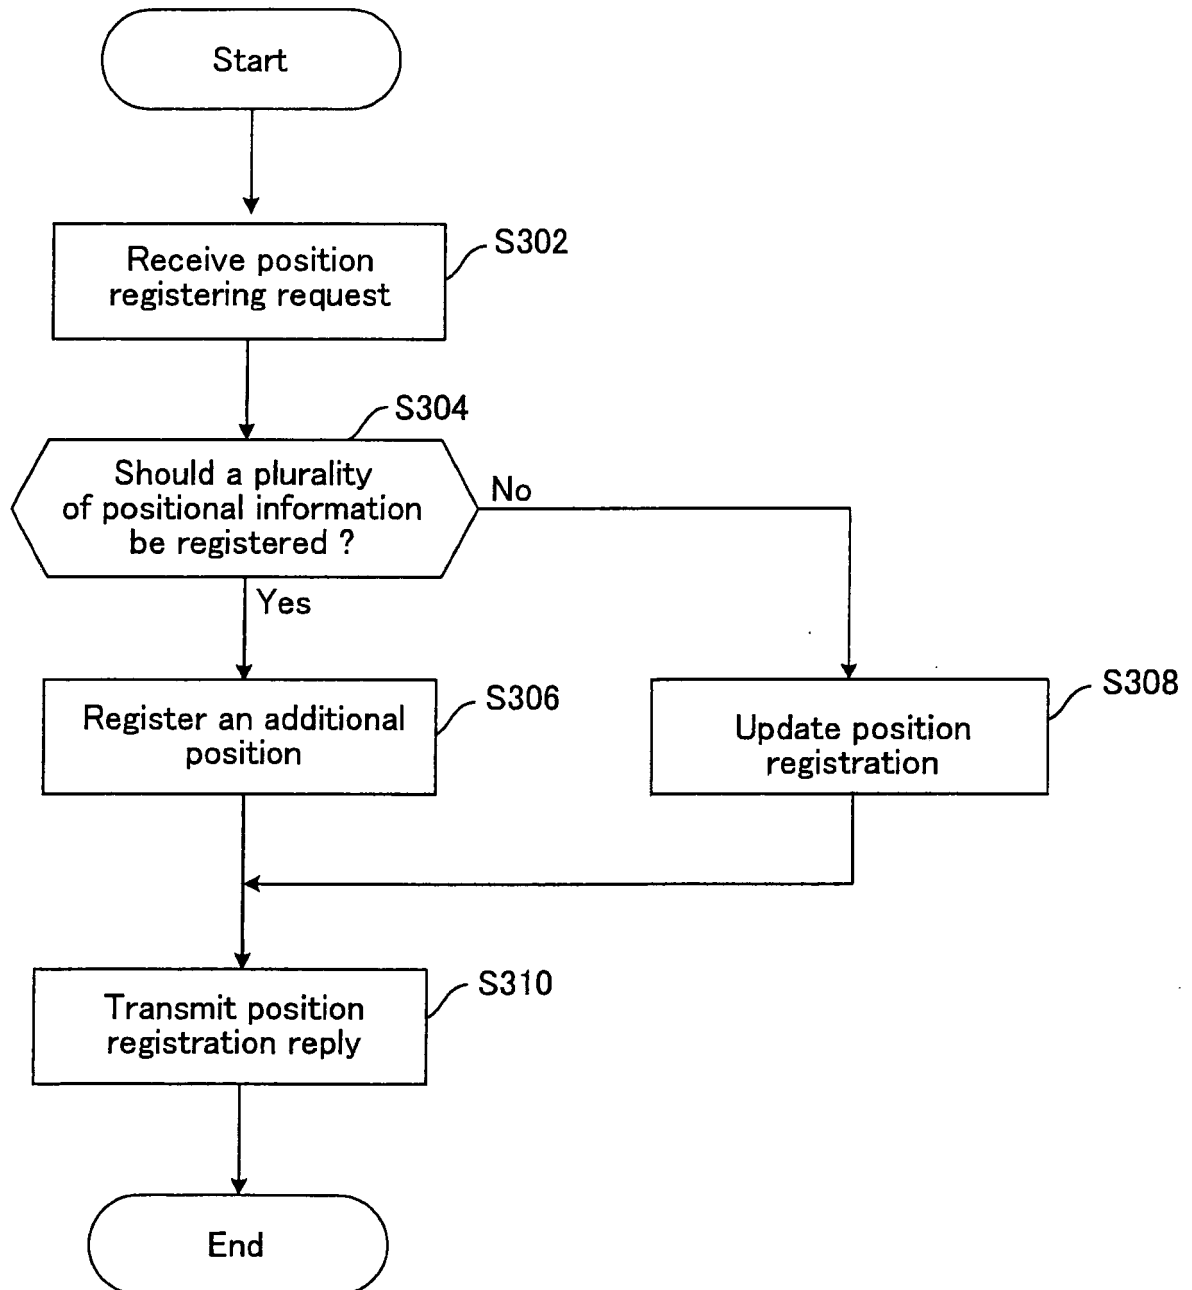 Start
Receive position
registering request
S302
S304
Should a plurality
of positional information
be registered ?
No
Yes
Register an additional
position
S306
Update position
registration
S308
Transmit position
registration reply
S310
End